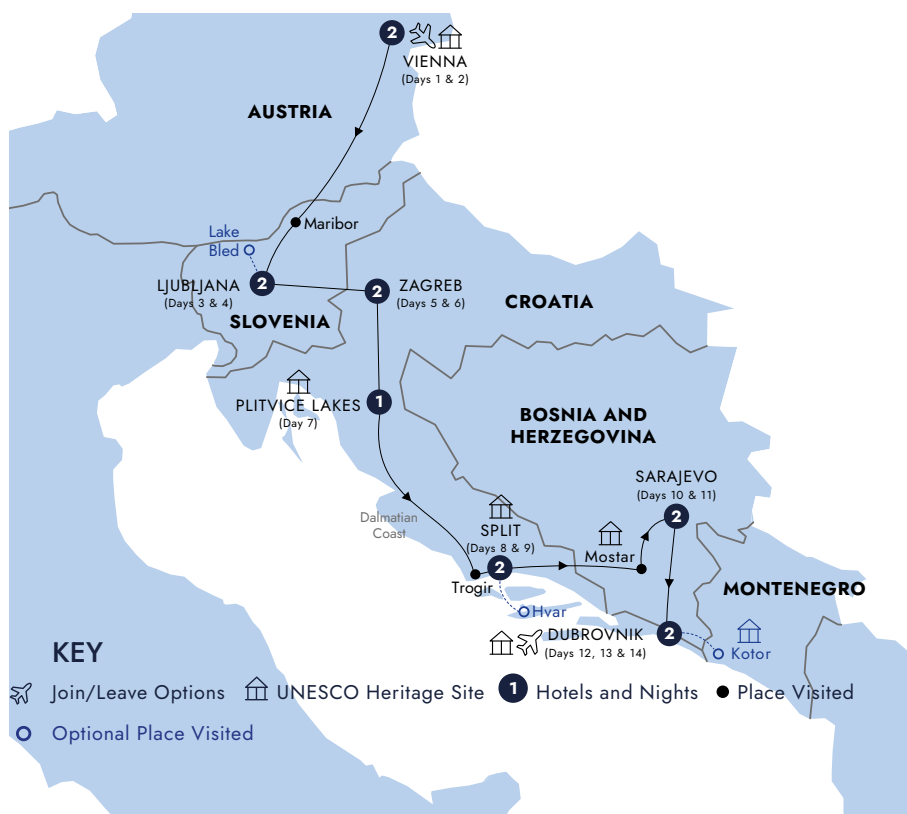 2
VIENNA
(Days 1 & 2)
AUSTRIA
Maribor
Lake
Bled
LJUBLJANA
2
(Days 3 & 4)
2
ZAGREB
(Days 5 & 6)
SLOVENIA
CROATIA
PLITVICE LAKES
1
(Day 7)
BOSNIA AND
HERZEGOVINA
SARAJEVO
(Days 10 & 11)
2
Dalmatian
Coast
SPLIT
(Days 8 & 9)
2
Mostar
Trogir
Hvar
MONTENEGRO
DUBROVNIK
2
(Days 12, 13 & 14)
Kotor
KEY
Join/Leave Options
UNESCO Heritage Site
1 Hotels and Nights
Place Visited
Optional Place Visited